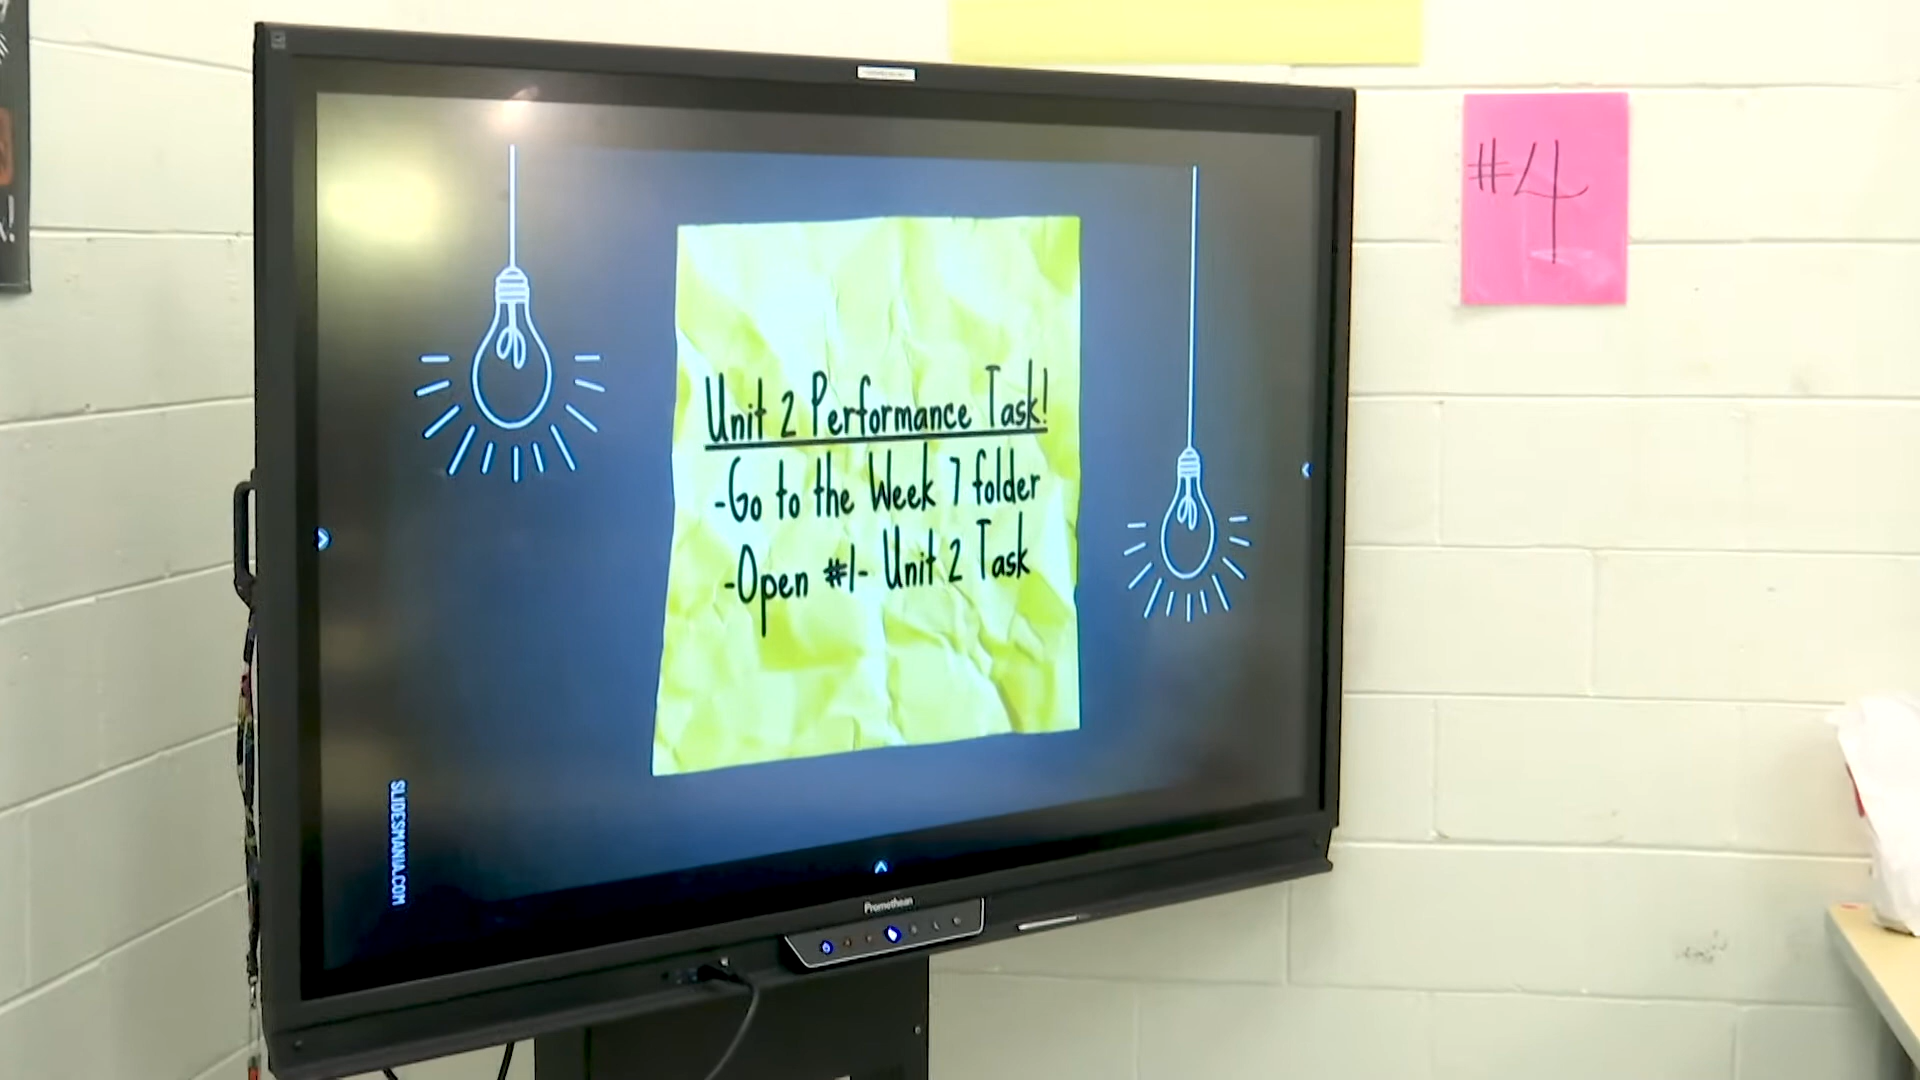 Unit 2 Performance Task!
-Go to the Week 7 folder
-Open #1- Unit 2 Task
#4
SLIDESMANIA.COM
Promethean